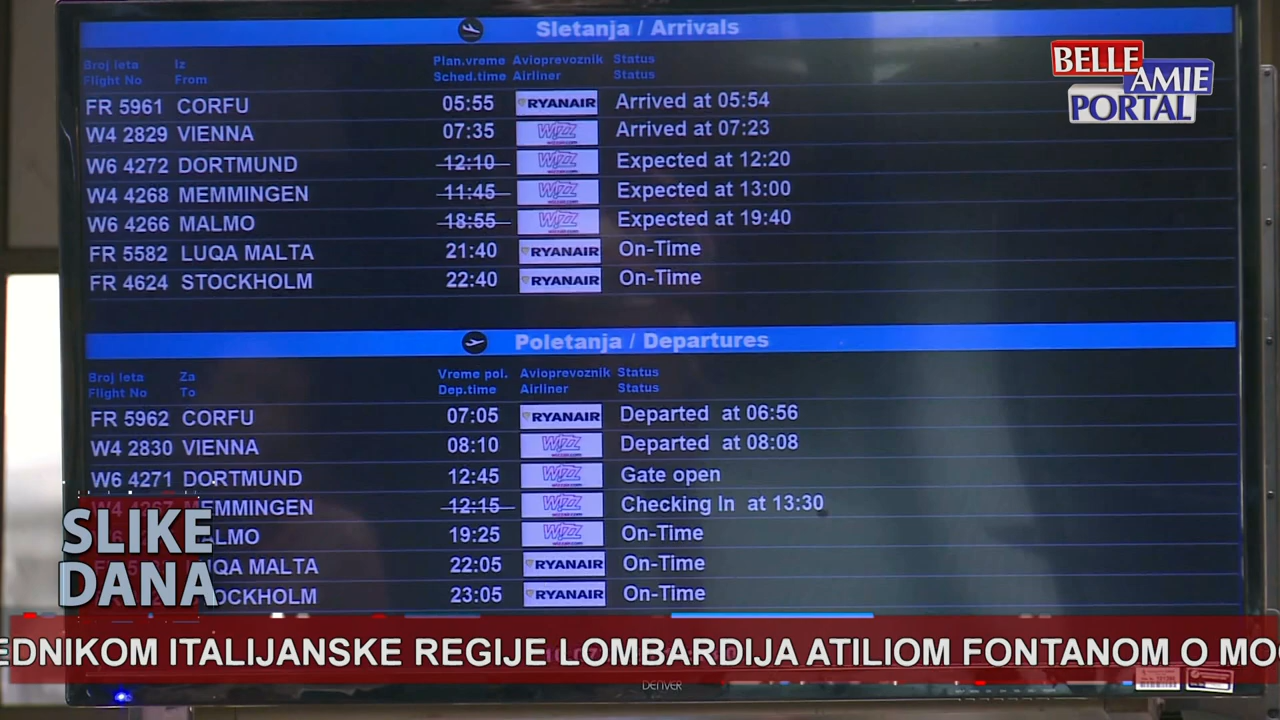 Sletanja / Arrivals
BELLE
AMIE
PORTAL
Broj leta Iz Plan.vreme Avioprevoznik Status
Flight No From Sched.time Airliner Status
FR 5961 CORFU 05:55 RYANAIR Arrived at 05:54
W4 2829 VIENNA 07:35 WIZZ Arrived at 07:23
W6 4272 DORTMUND 12:10 WIZZ Expected at 12:20
W4 4268 MEMMINGEN 11:45 WIZZ Expected at 13:00
W6 4266 MALMO 18:55 WIZZ Expected at 19:40
FR 5582 LUQA MALTA 21:40 RYANAIR On-Time
FR 4624 STOCKHOLM 22:40 RYANAIR On-Time
Poletanja / Departures
Broj leta Za Vreme pol. Avioprevoznik Status
Flight No To Dep.time Airliner Status
FR 5962 CORFU 07:05 RYANAIR Departed at 06:56
W4 2830 VIENNA 08:10 WIZZ Departed at 08:08
W6 4271 DORTMUND 12:45 WIZZ Gate open
W4 4267 MEMMINGEN 12:15 WIZZ Checking In at 13:30
MALMO 19:25 WIZZ On-Time
LUQA MALTA 22:05 RYANAIR On-Time
STOCKHOLM 23:05 RYANAIR On-Time
SLIKE
DANA
EDNIKOM ITALIJANSKE REGIJE LOMBARDIJA ATILIOM FONTANOM O MO
DENVER